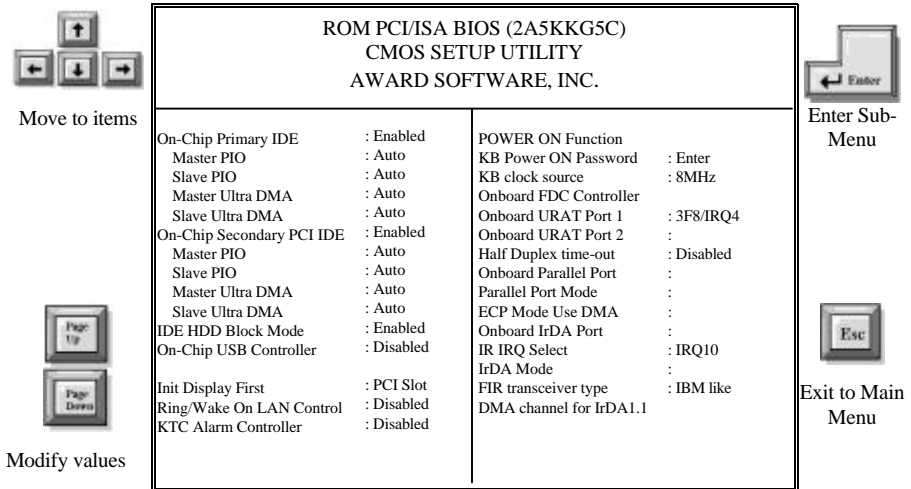 ROM PCI/ISA BIOS (2A5KKG5C)
CMOS SETUP UTILITY
AWARD SOFTWARE, INC.
Move to items
Enter
Enter Sub-
Menu
On-Chip Primary IDE : Enabled
Master PIO : Auto
Slave PIO : Auto
Master Ultra DMA : Auto
Slave Ultra DMA : Auto
On-Chip Secondary PCI IDE : Enabled
Master PIO : Auto
Slave PIO : Auto
Master Ultra DMA : Auto
Slave Ultra DMA : Auto
IDE HDD Block Mode : Enabled
On-Chip USB Controller : Disabled
Init Display First : PCI Slot
Ring/Wake On LAN Control : Disabled
KTC Alarm Controller : Disabled
POWER ON Function
KB Power ON Password : Enter
KB clock source : 8MHz
Onboard FDC Controller
Onboard URAT Port 1 : 3F8/IRQ4
Onboard URAT Port 2 :
Half Duplex time-out : Disabled
Onboard Parallel Port :
Parallel Port Mode :
ECP Mode Use DMA :
Onboard IrDA Port :
IR IRQ Select : IRQ10
IrDA Mode :
FIR transceiver type : IBM like
DMA channel for IrDA1.1
Page
Up
Page
Down
Modify values
Esc
Exit to Main
Menu